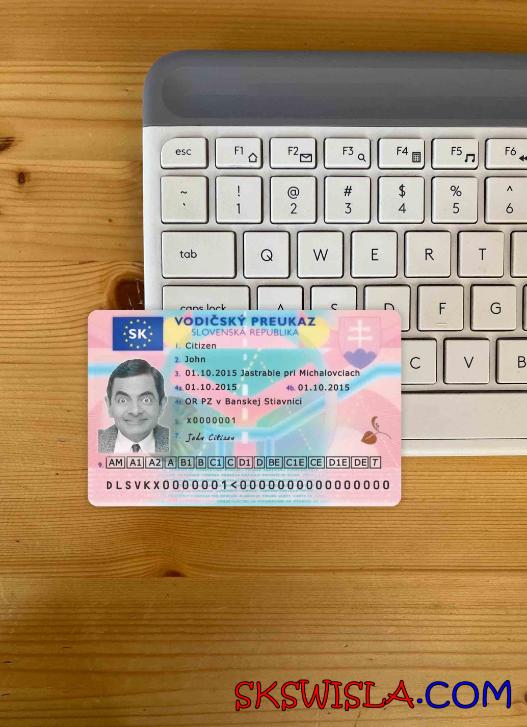 esc F1 F2 F3 F4 F5 F6
~ ! @ # $ % ^
` 1 2 3 4 5 6
tab Q W E R T
caps lock A S D F G
C V B
SK
VODIČSKÝ PREUKAZ
SLOVENSKÁ REPUBLIKA
1. Citizen
2. John
3. 01.10.2015 Jastrabie pri Michalovciach
4a. 01.10.2015 4b. 01.10.2015
OR PZ v Banskej Stiavnici
5. X0000001
7. John Citizen
9. AM A1 A2 A B1 B C1 C D1 D BE C1E CE D1E DE T
DLSVKX0000001<0000000000000000
SKSWISLA.COM